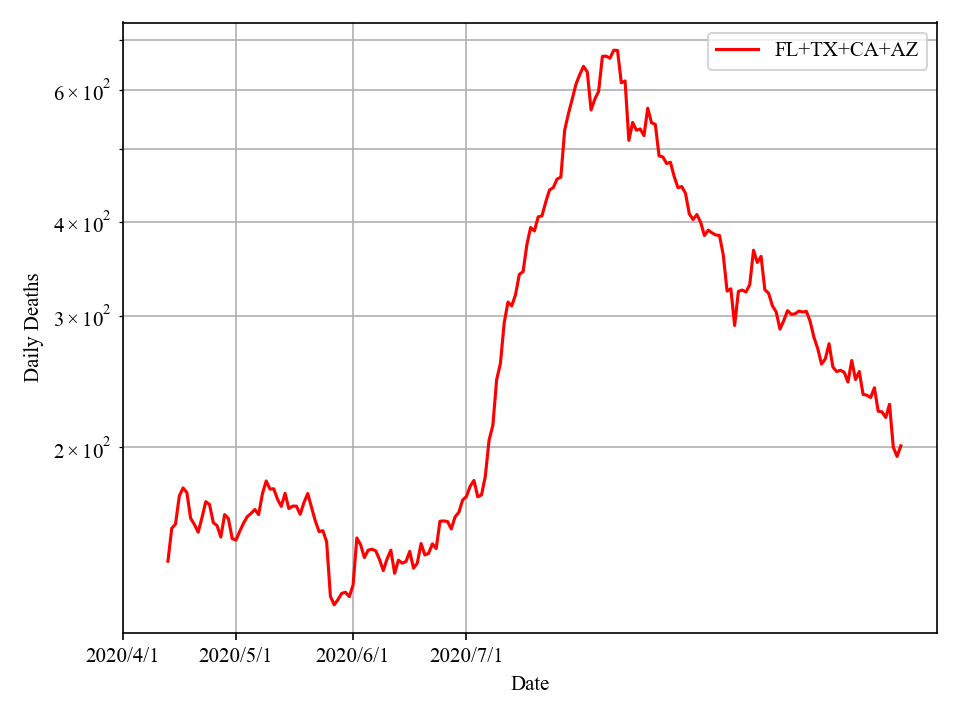 FL+TX+CA+AZ
6 × 10²
4 × 10²
3 × 10²
2 × 10²
Daily Deaths
2020/4/1 2020/5/1 2020/6/1 2020/7/1
Date